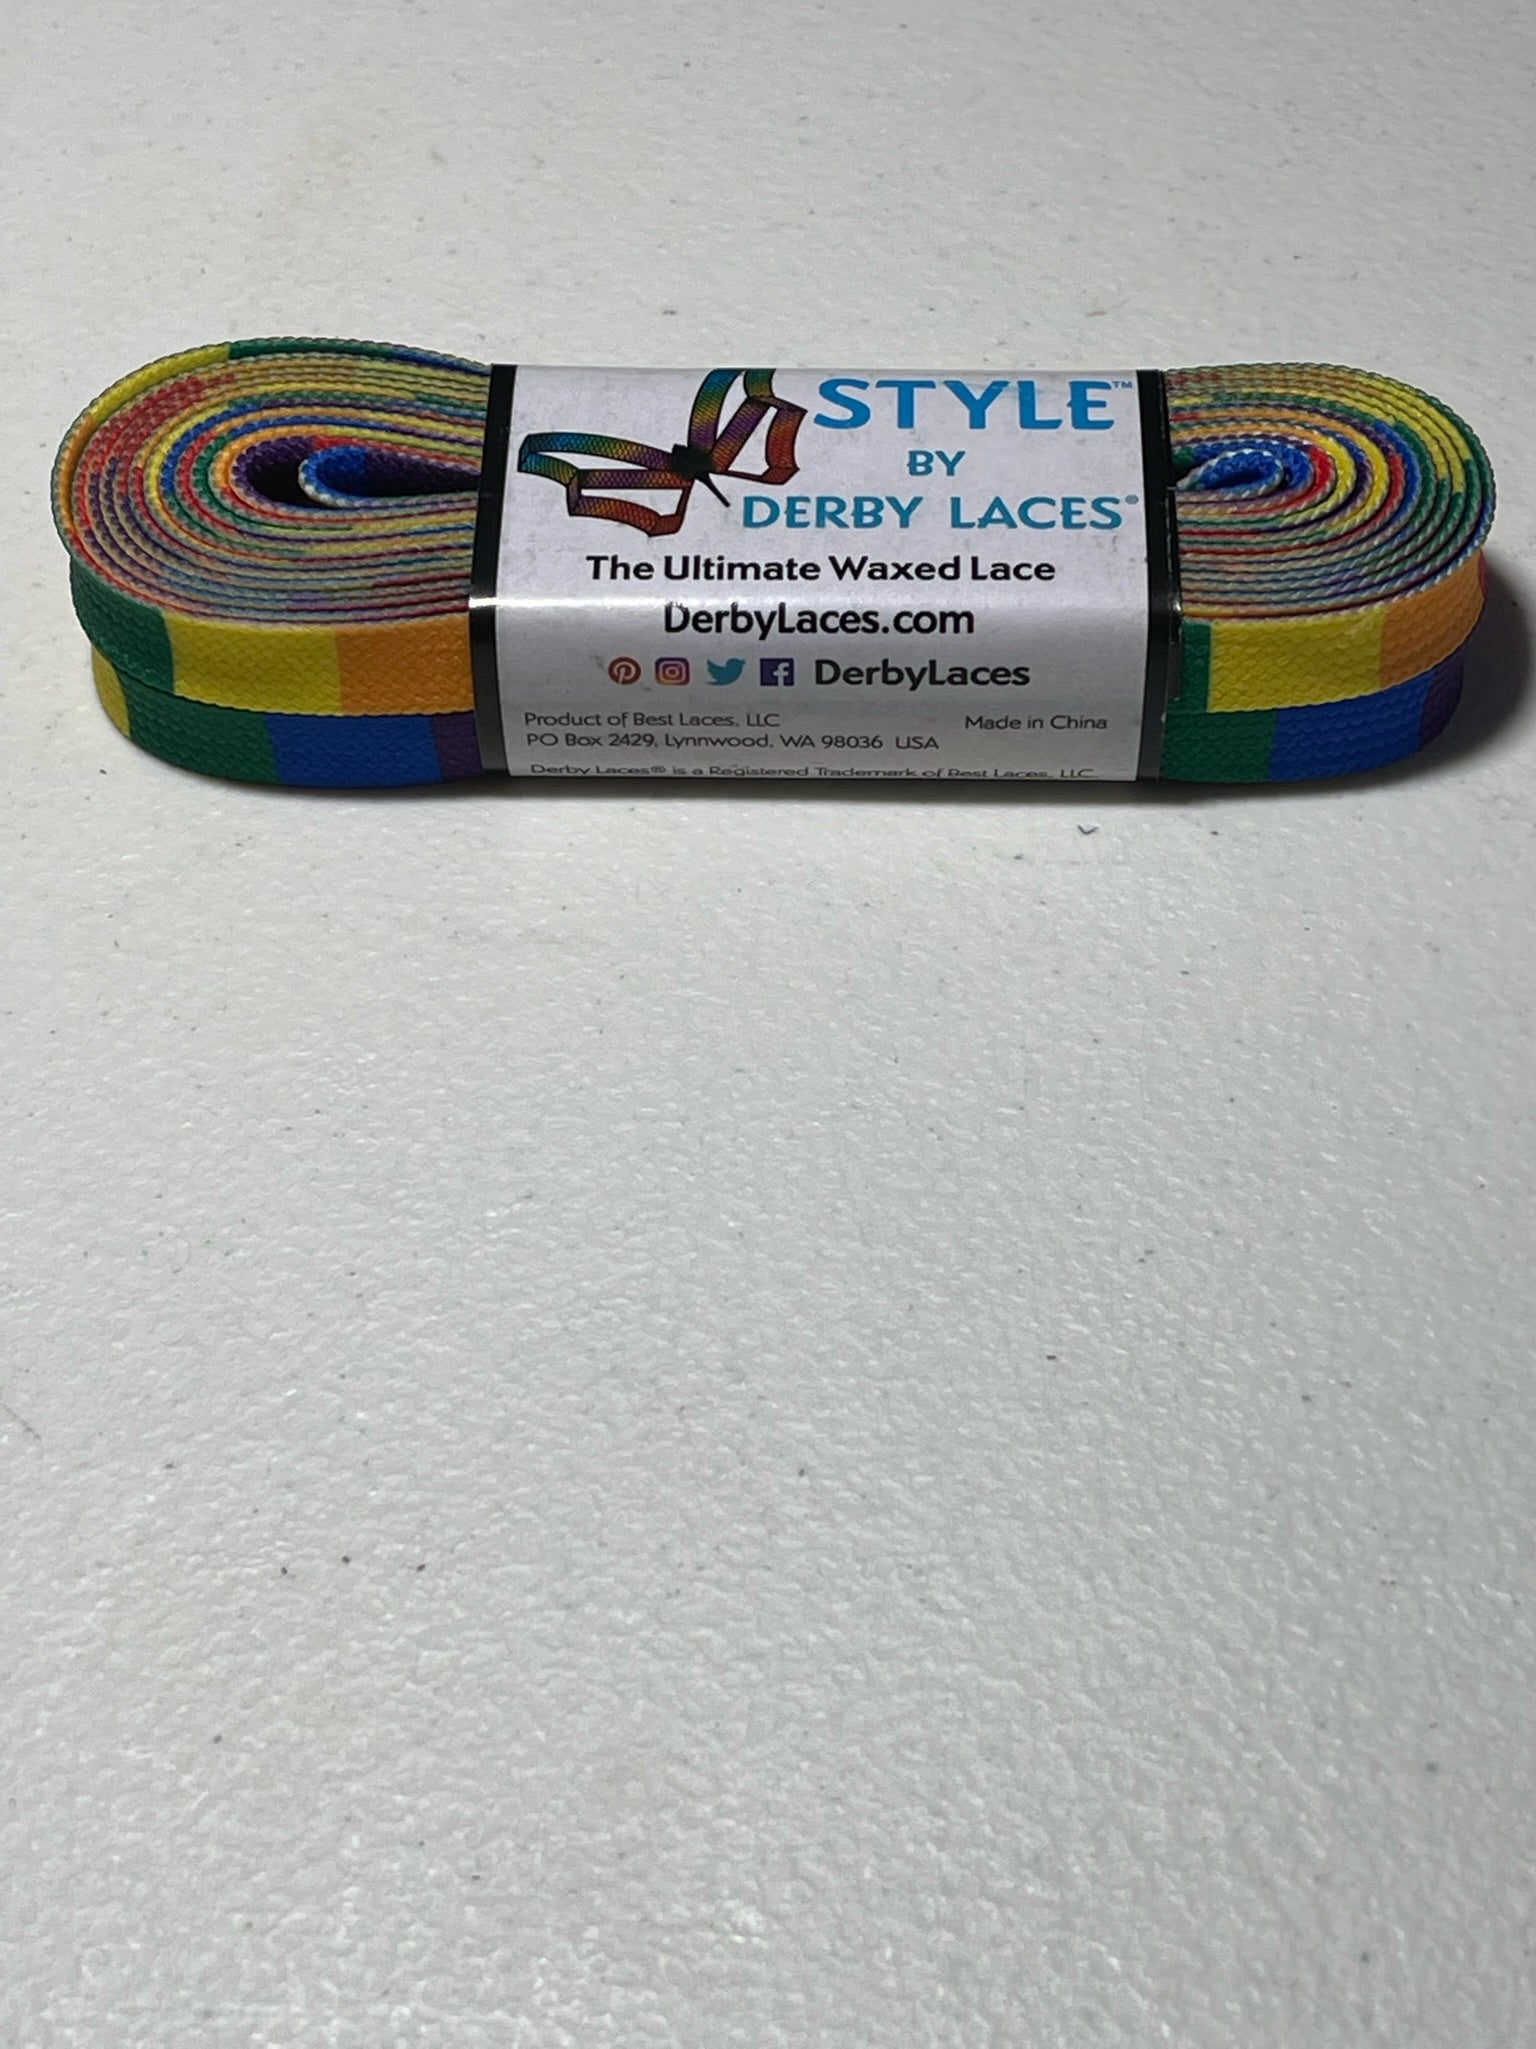 STYLE™
BY
DERBY LACES®
The Ultimate Waxed Lace
DerbyLaces.com
DerbyLaces
Product of Best Laces, LLC
Made in China
PO Box 2429, Lynnwood, WA 98036 USA
Derby Laces® is a Registered Trademark of Best Laces, LLC